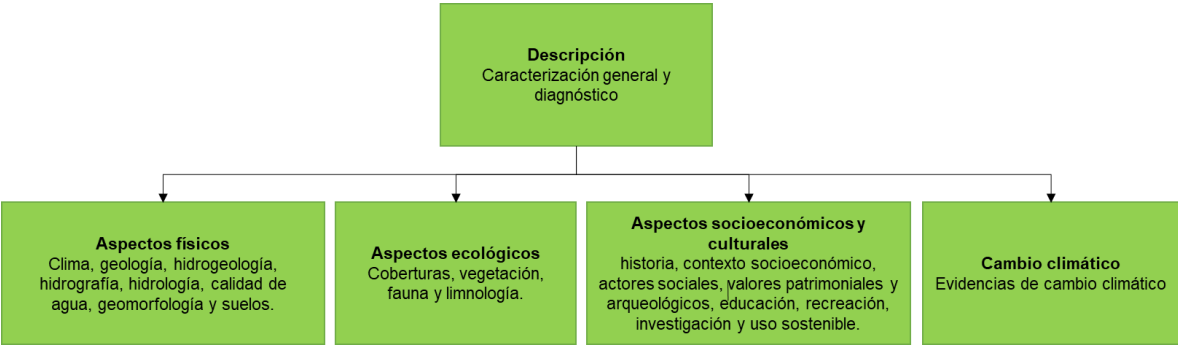 Descripción
Caracterización general y
diagnóstico
Aspectos físicos
Clima, geología, hidrogeología,
hidrografía, hidrología, calidad de
agua, geomorfología y suelos.
Aspectos ecológicos
Coberturas, vegetación,
fauna y limnología.
Aspectos socioeconómicos y
culturales
historia, contexto socioeconómico,
actores sociales, valores patrimoniales y
arqueológicos, educación, recreación,
investigación y uso sostenible.
Cambio climático
Evidencias de cambio climático